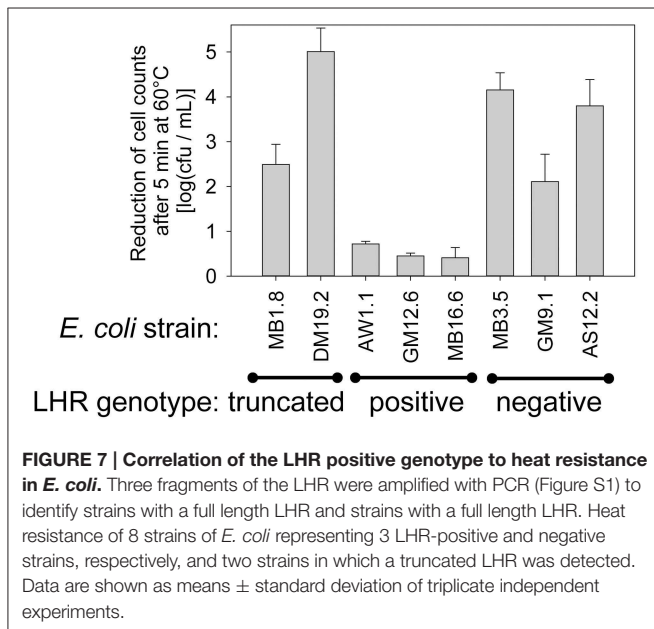 Reduction of cell counts
after 5 min at 60°C
[log(cfu / mL)]
5
4
3
2
1
0
E. coli strain:
MB1.8
DM19.2
AW1.1
GM12.6
MB16.6
MB3.5
GM9.1
AS12.2
LHR genotype: truncated positive negative
FIGURE 7 | Correlation of the LHR positive genotype to heat resistance
in E. coli. Three fragments of the LHR were amplified with PCR (Figure S1) to
identify strains with a full length LHR and strains with a full length LHR. Heat
resistance of 8 strains of E. coli representing 3 LHR-positive and negative
strains, respectively, and two strains in which a truncated LHR was detected.
Data are shown as means ± standard deviation of triplicate independent
experiments.